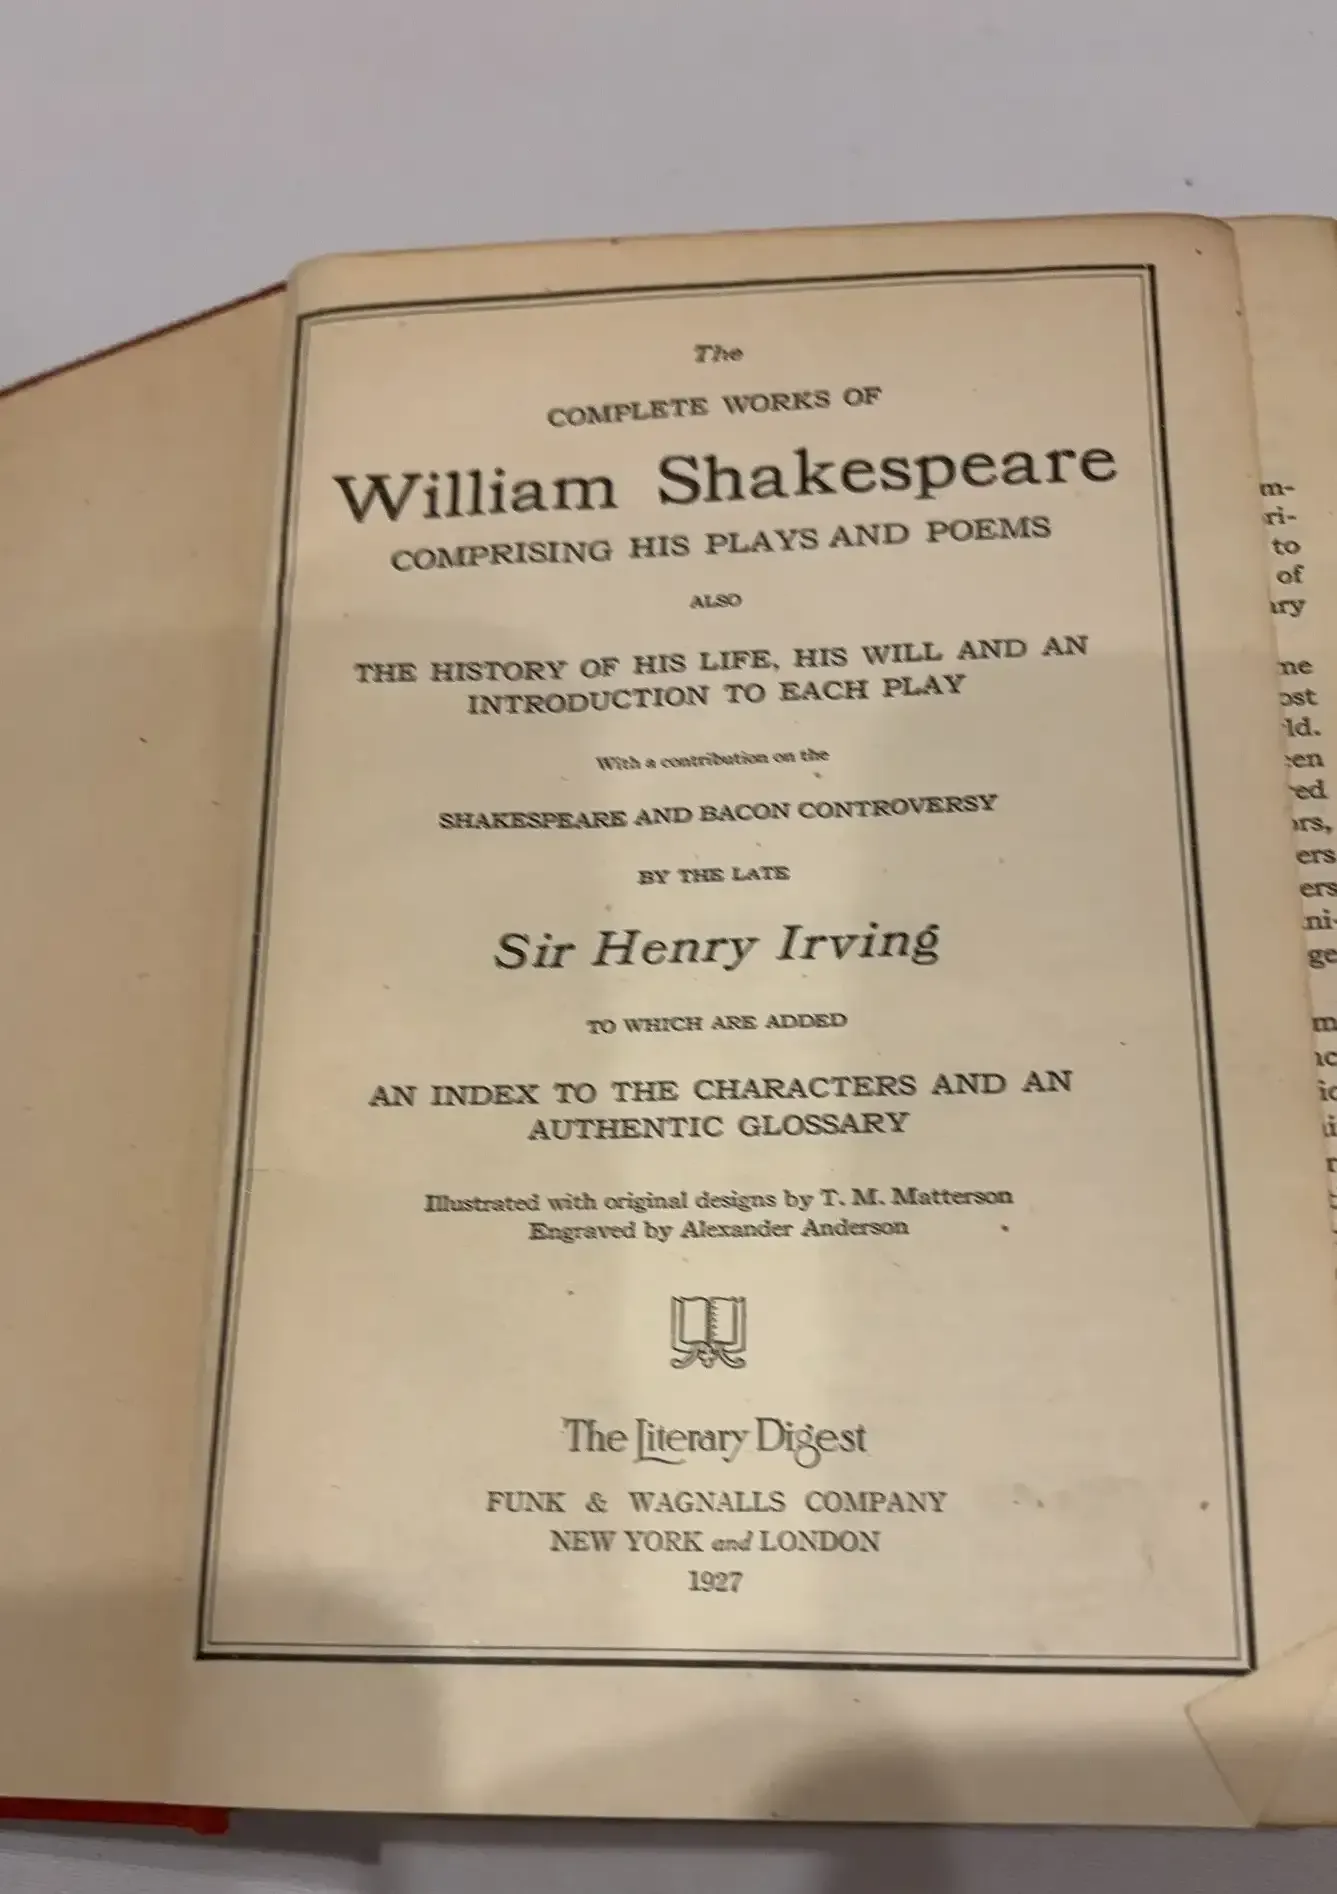 The
COMPLETE WORKS OF
William Shakespeare
COMPRISING HIS PLAYS AND POEMS
ALSO
THE HISTORY OF HIS LIFE, HIS WILL AND AN
INTRODUCTION TO EACH PLAY
With a contribution on the
SHAKESPEARE AND BACON CONTROVERSY
BY THE LATE
Sir Henry Irving
TO WHICH ARE ADDED
AN INDEX TO THE CHARACTERS AND AN
AUTHENTIC GLOSSARY
Illustrated with original designs by T. M. Matterson
Engraved by Alexander Anderson
The Literary Digest
FUNK & WAGNALLS COMPANY
NEW YORK and LONDON
1927
to
of